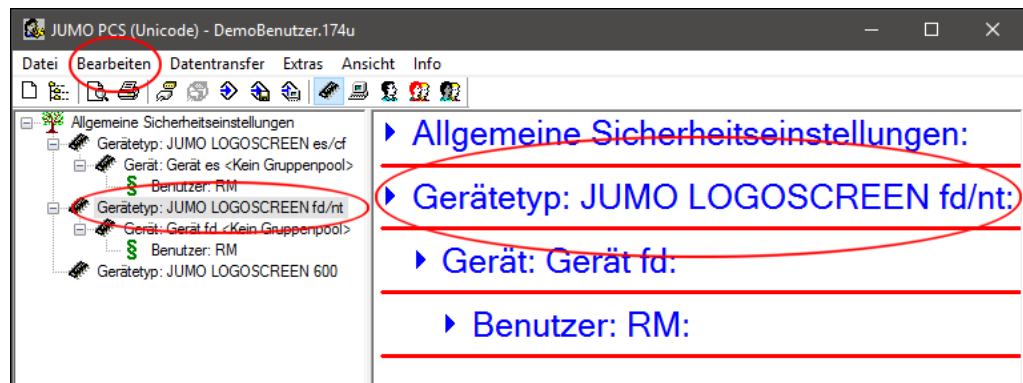 JUMO PCS (Unicode) - DemoBenutzer.174u
Datei Bearbeiten Datentransfer Extras Ansicht Info
Allgemeine Sicherheitseinstellungen
Gerätetyp: JUMO LOGOSCREEN es/cf
Gerät: Gerät es <Kein Gruppenpool>
Benutzer: RM
Gerätetyp: JUMO LOGOSCREEN fd/nt
Gerät: Gerät fd <Kein Gruppenpool>
Benutzer: RM
Gerätetyp: JUMO LOGOSCREEN 600
Allgemeine Sicherheitseinstellungen:
Gerätetyp: JUMO LOGOSCREEN fd/nt:
Gerät: Gerät fd:
Benutzer: RM: